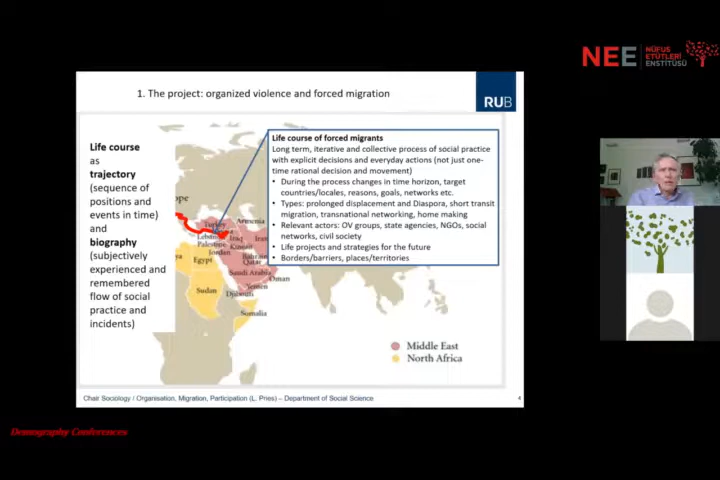 NEE
NÜFUS
ETÜTLERİ
ENSTİTÜSÜ
1. The project: organized violence and forced migration
RUB
Life course
as
trajectory
(sequence of
positions and
events in time)
and
biography
(subjectively
experienced and
remembered
flow of social
practice and
incidents)
Life course of forced migrants
Long term, iterative and collective process of social practice
with explicit decisions and everyday actions (not just one-
time rational decision and movement)
• During the process changes in time horizon, target
countries/locales, reasons, goals, networks etc.
• Types: prolonged displacement and Diaspora, short transit
migration, transnational networking, home making
• Relevant actors: OV groups, state agencies, NGOs, social
networks, civil society
• Life projects and strategies for the future
• Borders/barriers, places/territories
ope
Turkey
Armenia
Iraq
Iran
Palestine
Jordan
Kuwait
Egypt
Qatar
Saudi Arabia
Oman
Yemen
Sudan
Djibouti
Somalia
Middle East
North Africa
Chair Sociology / Organisation, Migration, Participation (L. Pries) – Department of Social Science
4
Demography Conferences